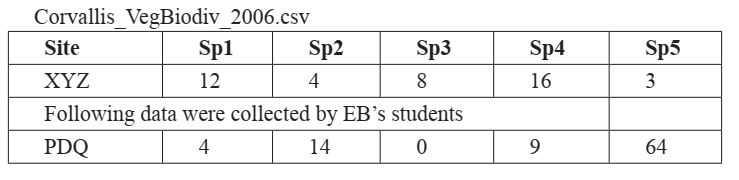 Corvallis_VegBiodiv_2006.csv
Site Sp1 Sp2 Sp3 Sp4 Sp5
XYZ 12 4 8 16 3
Following data were collected by EB’s students
PDQ 4 14 0 9 64